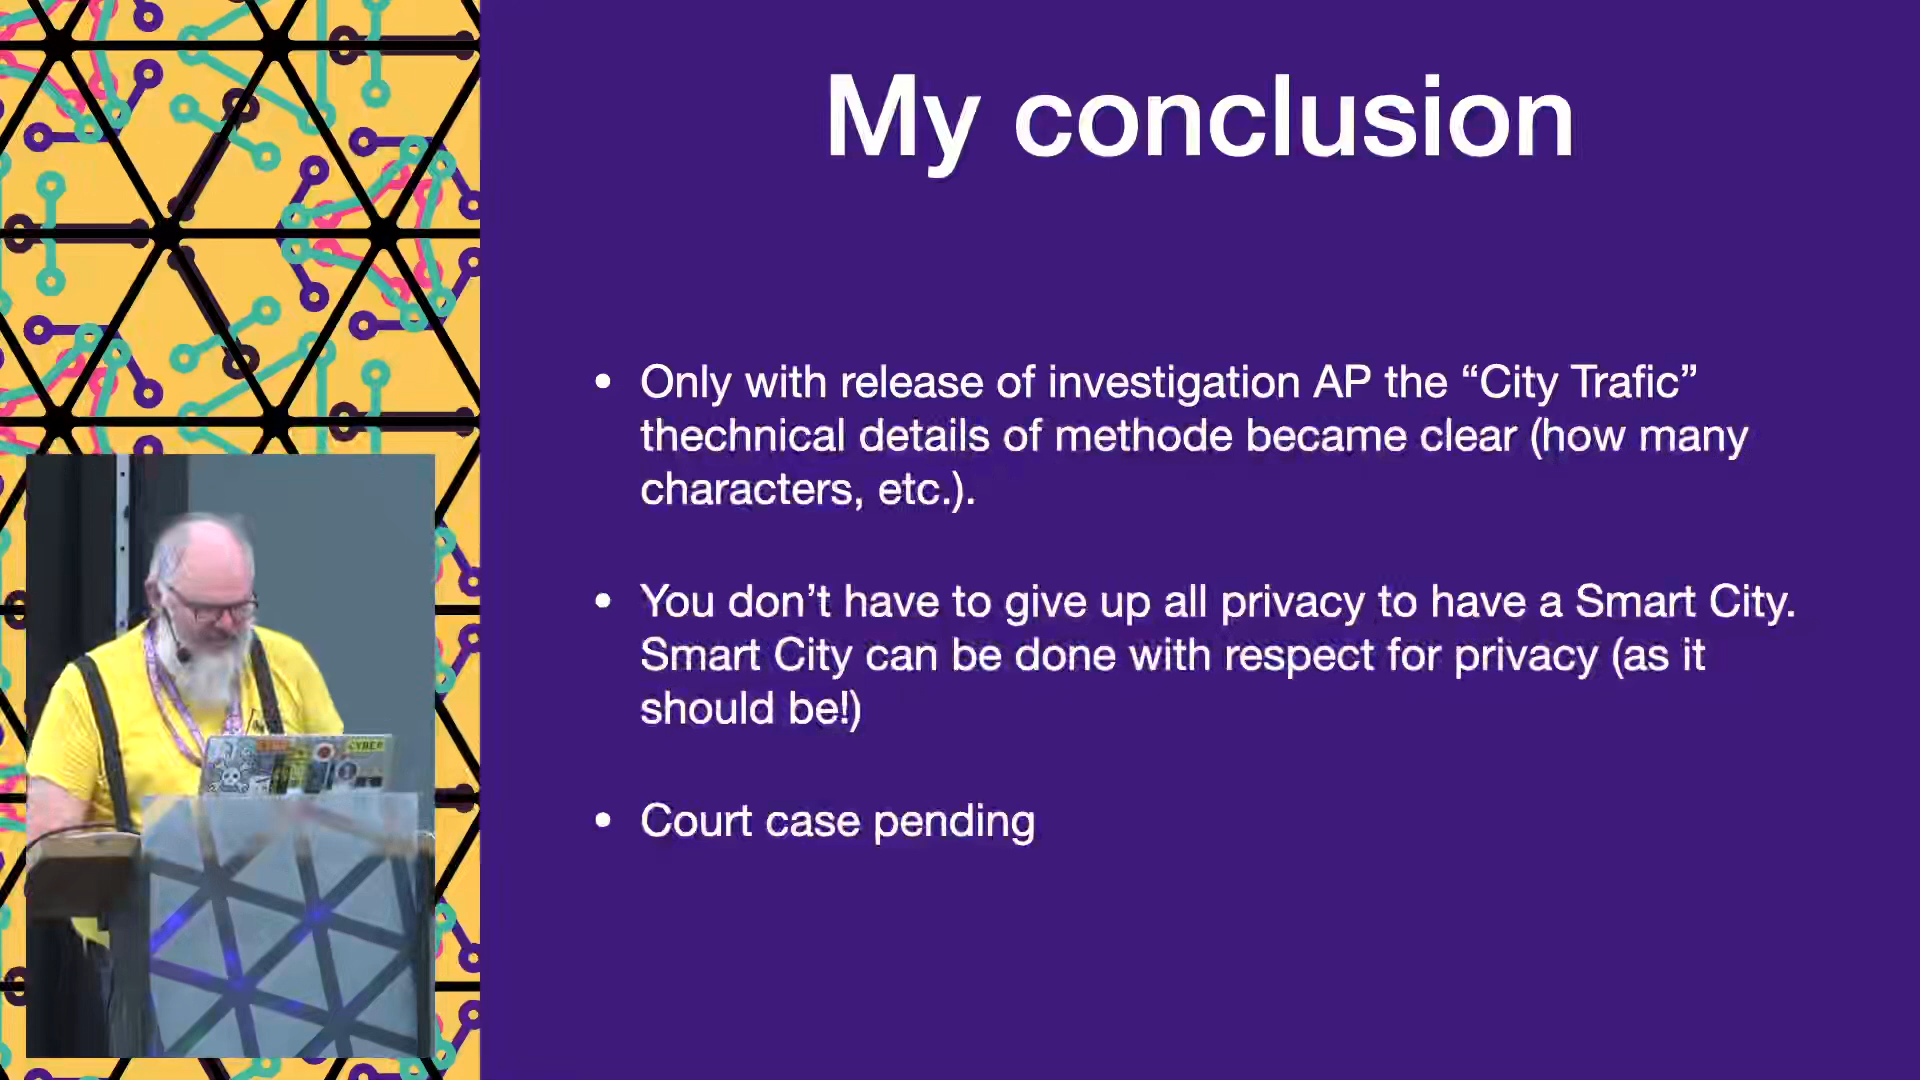 My conclusion
• Only with release of investigation AP the “City Trafic”
thechnical details of methode became clear (how many
characters, etc.).
• You don’t have to give up all privacy to have a Smart City.
Smart City can be done with respect for privacy (as it
should be!)
• Court case pending
CYBER